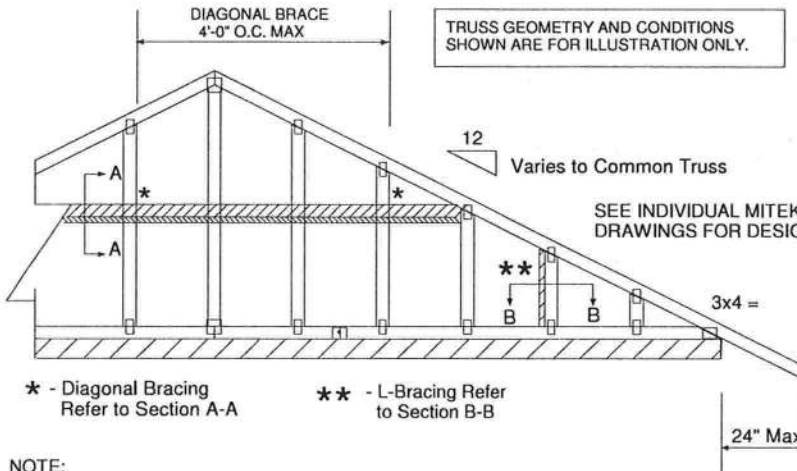 DIAGONAL BRACE
4'-0" O.C. MAX
TRUSS GEOMETRY AND CONDITIONS
SHOWN ARE FOR ILLUSTRATION ONLY.
12
Varies to Common Truss
A
*
*
A
SEE INDIVIDUAL MITEK
DRAWINGS FOR DESIG
**
B
B
3x4 =
* - Diagonal Bracing
Refer to Section A-A
** - L-Bracing Refer
to Section B-B
24" Max
NOTE: